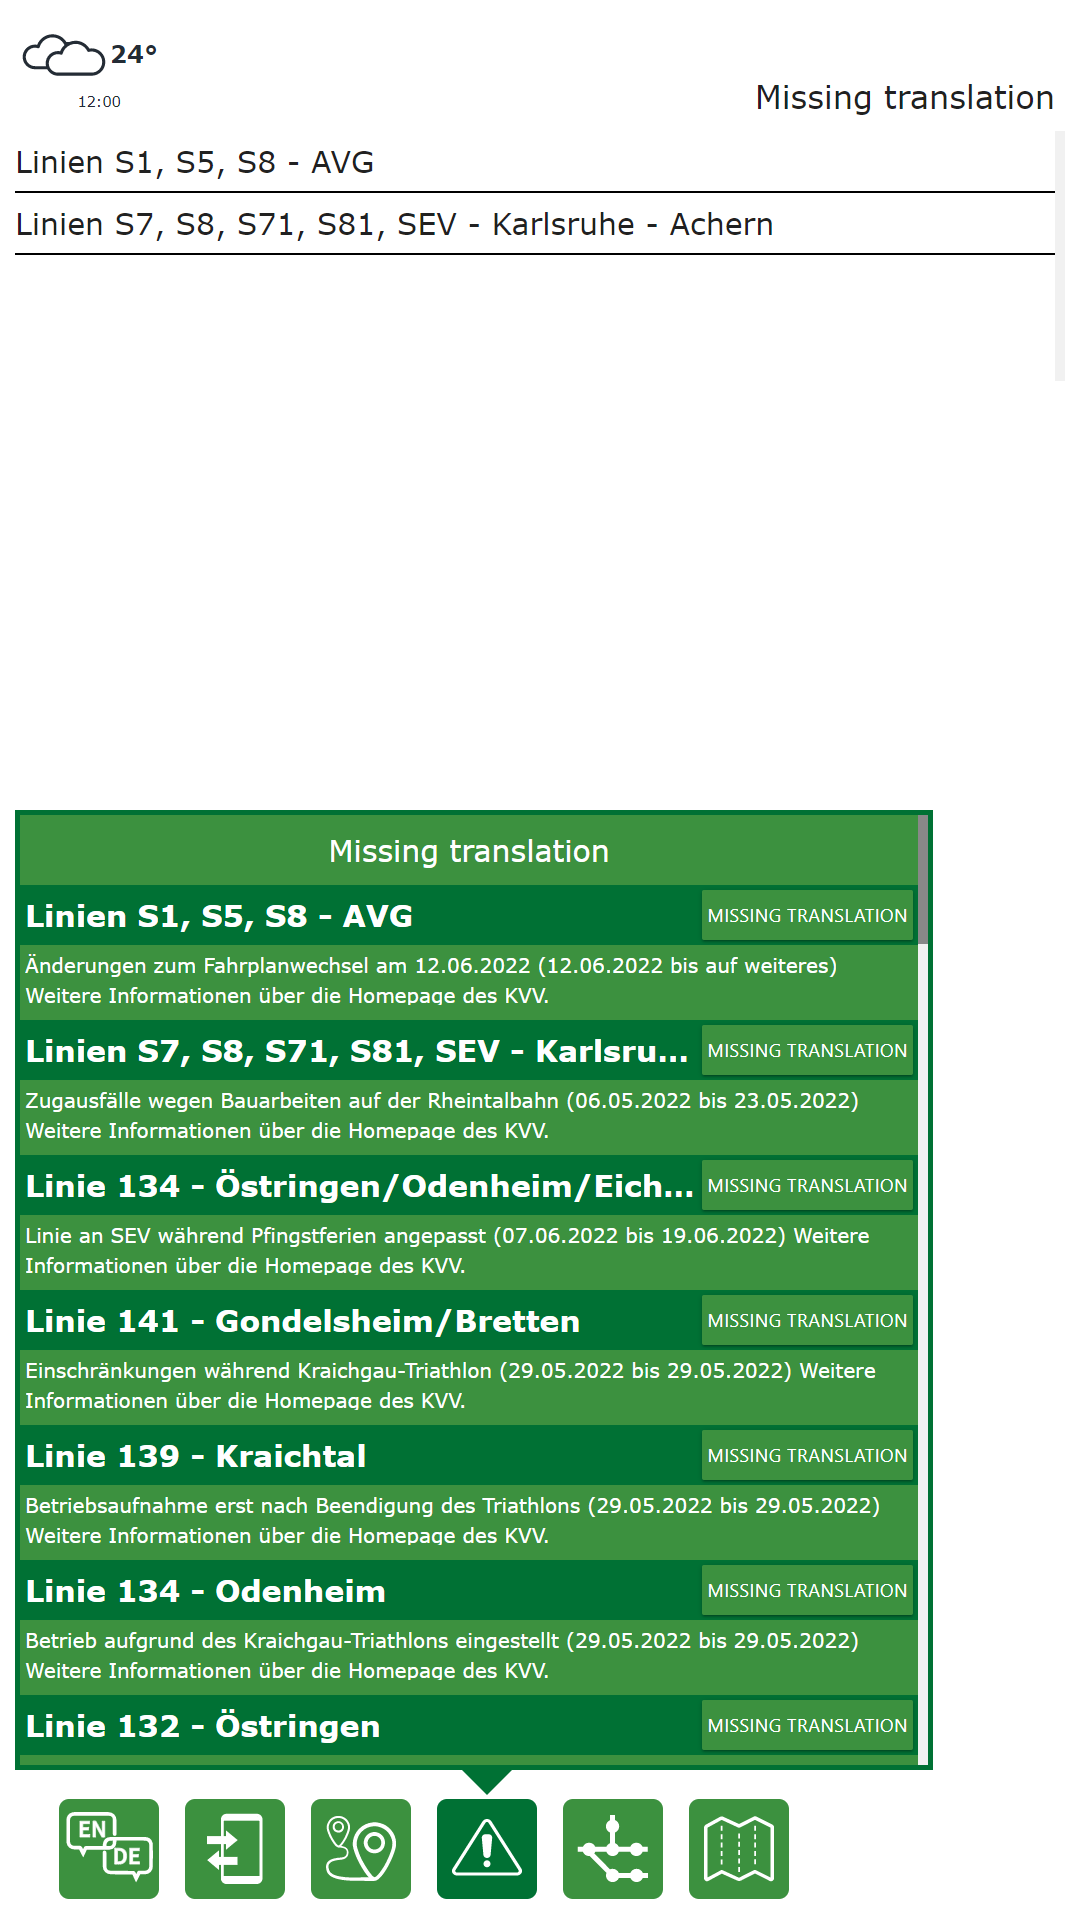 24°
12:00
Missing translation
Linien S1, S5, S8 - AVG
Linien S7, S8, S71, S81, SEV - Karlsruhe - Achern
Missing translation
Linien S1, S5, S8 - AVG
MISSING TRANSLATION
Änderungen zum Fahrplanwechsel am 12.06.2022 (12.06.2022 bis auf weiteres)
Weitere Informationen über die Homepage des KVV.
Linien S7, S8, S71, S81, SEV - Karlsru...
MISSING TRANSLATION
Zugausfälle wegen Bauarbeiten auf der Rheintalbahn (06.05.2022 bis 23.05.2022)
Weitere Informationen über die Homepage des KVV.
Linie 134 - Östringen/Odenheim/Eich...
MISSING TRANSLATION
Linie an SEV während Pfingstferien angepasst (07.06.2022 bis 19.06.2022) Weitere
Informationen über die Homepage des KVV.
Linie 141 - Gondelsheim/Bretten
MISSING TRANSLATION
Einschränkungen während Kraichgau-Triathlon (29.05.2022 bis 29.05.2022) Weitere
Informationen über die Homepage des KVV.
Linie 139 - Kraichtal
MISSING TRANSLATION
Betriebsaufnahme erst nach Beendigung des Triathlons (29.05.2022 bis 29.05.2022)
Weitere Informationen über die Homepage des KVV.
Linie 134 - Odenheim
MISSING TRANSLATION
Betrieb aufgrund des Kraichgau-Triathlons eingestellt (29.05.2022 bis 29.05.2022)
Weitere Informationen über die Homepage des KVV.
Linie 132 - Östringen
MISSING TRANSLATION
EN
DE